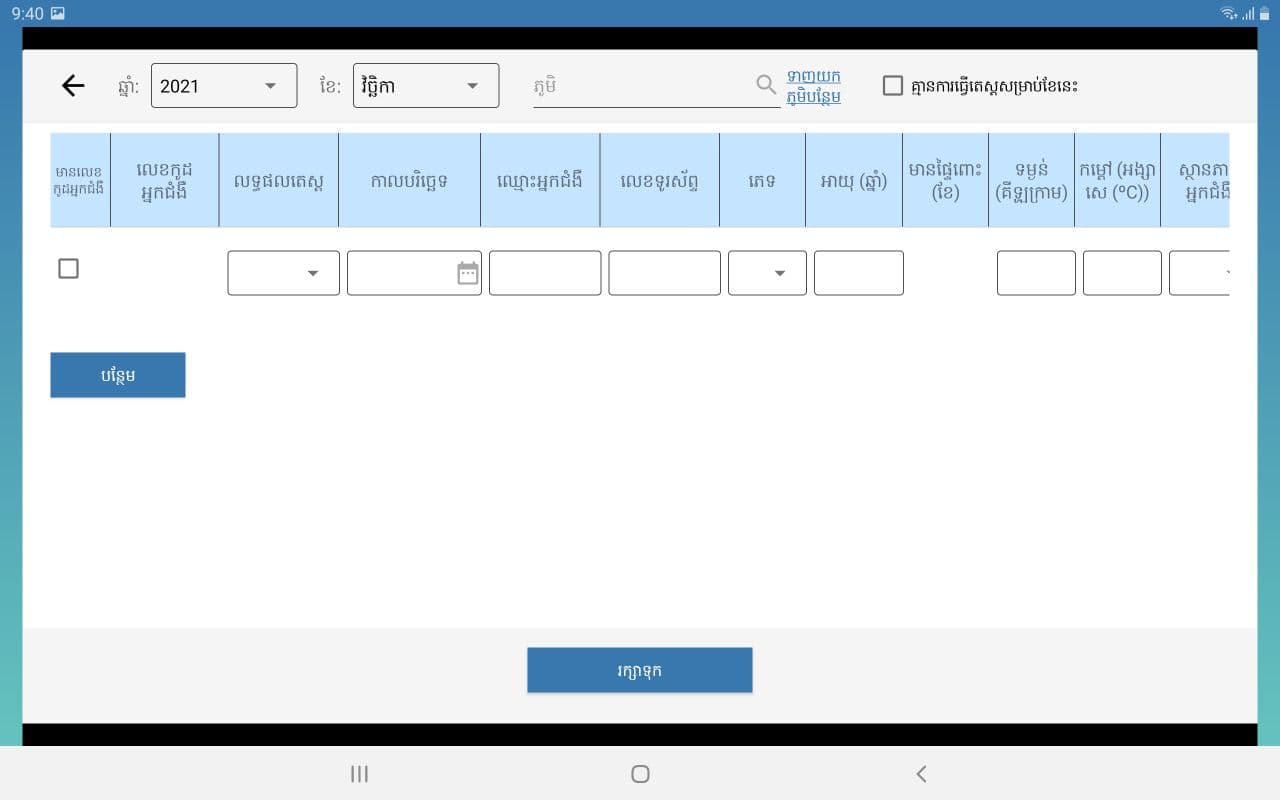 9:40
ឆ្នាំ: 2021 ខែ: វិច្ឆិកា ភូមិ
ទាញយក
ភូមិបន្ថែម
គ្មានការធ្វើតេស្តសម្រាប់ខែនេះ
មានលេខ
កូដអ្នកជំងឺ
លេខកូដ
អ្នកជំងឺ
លទ្ធផលតេស្ត
កាលបរិច្ឆេទ
ឈ្មោះអ្នកជំងឺ
លេខទូរស័ព្ទ
ភេទ
អាយុ (ឆ្នាំ)
មានផ្ទៃពោះ
(ខែ)
ទម្ងន់
(គីឡូក្រាម)
កម្តៅ (អង្សា
សេ (ºC))
ស្ថានភា
អ្នកជំងឺ
បន្ថែម
រក្សាទុក